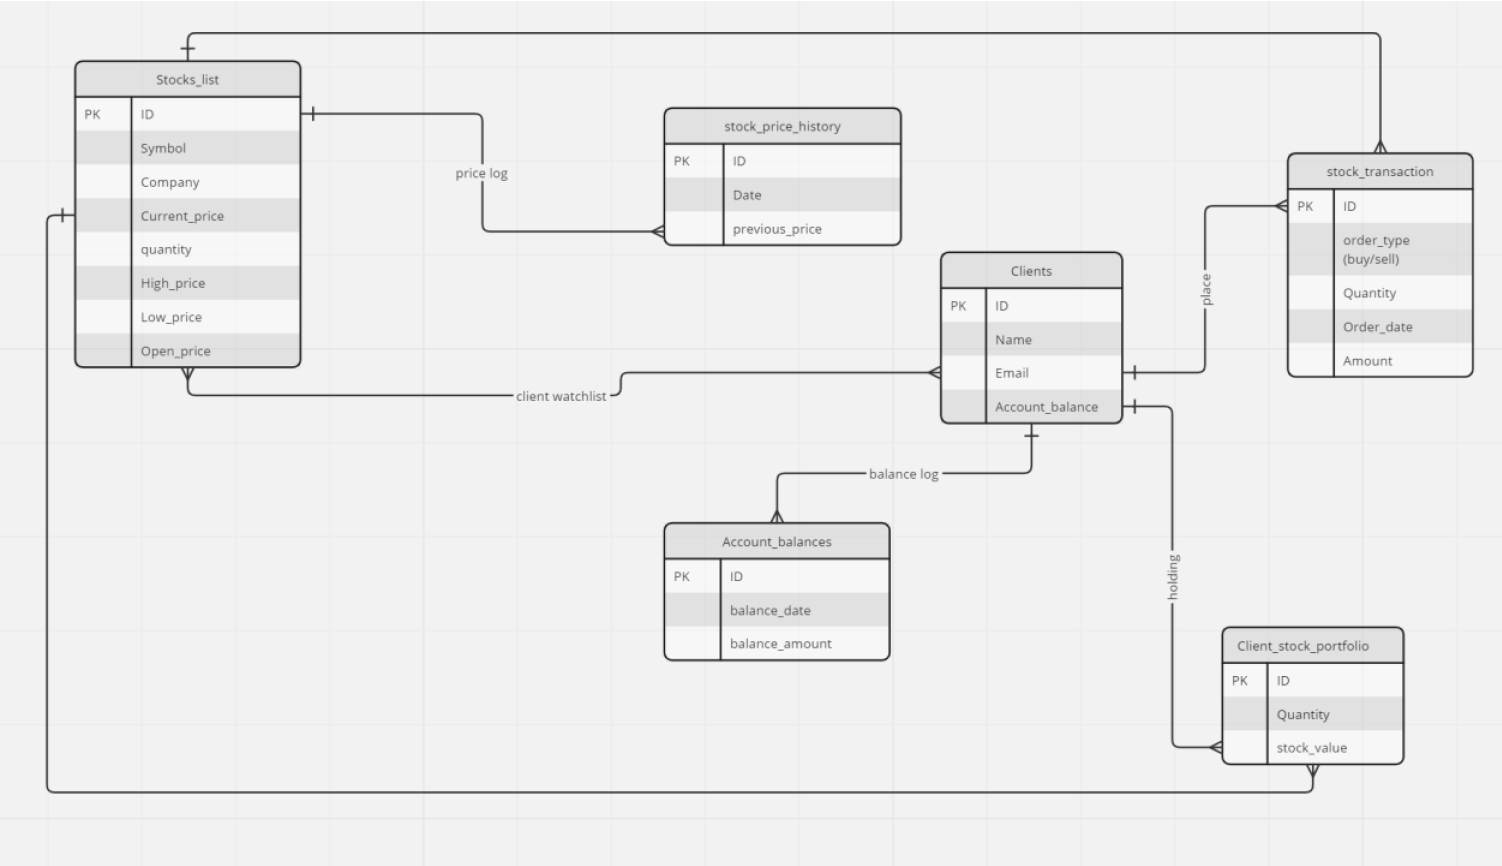 Stocks_list
PK ID
Symbol
Company
Current_price
quantity
High_price
Low_price
Open_price
price log
stock_price_history
PK ID
Date
previous_price
stock_transaction
PK ID
order_type
(buy/sell)
Quantity
Order_date
Amount
place
Clients
PK ID
Name
Email
Account_balance
client watchlist
balance log
Account_balances
PK ID
balance_date
balance_amount
holding
Client_stock_portfolio
PK ID
Quantity
stock_value